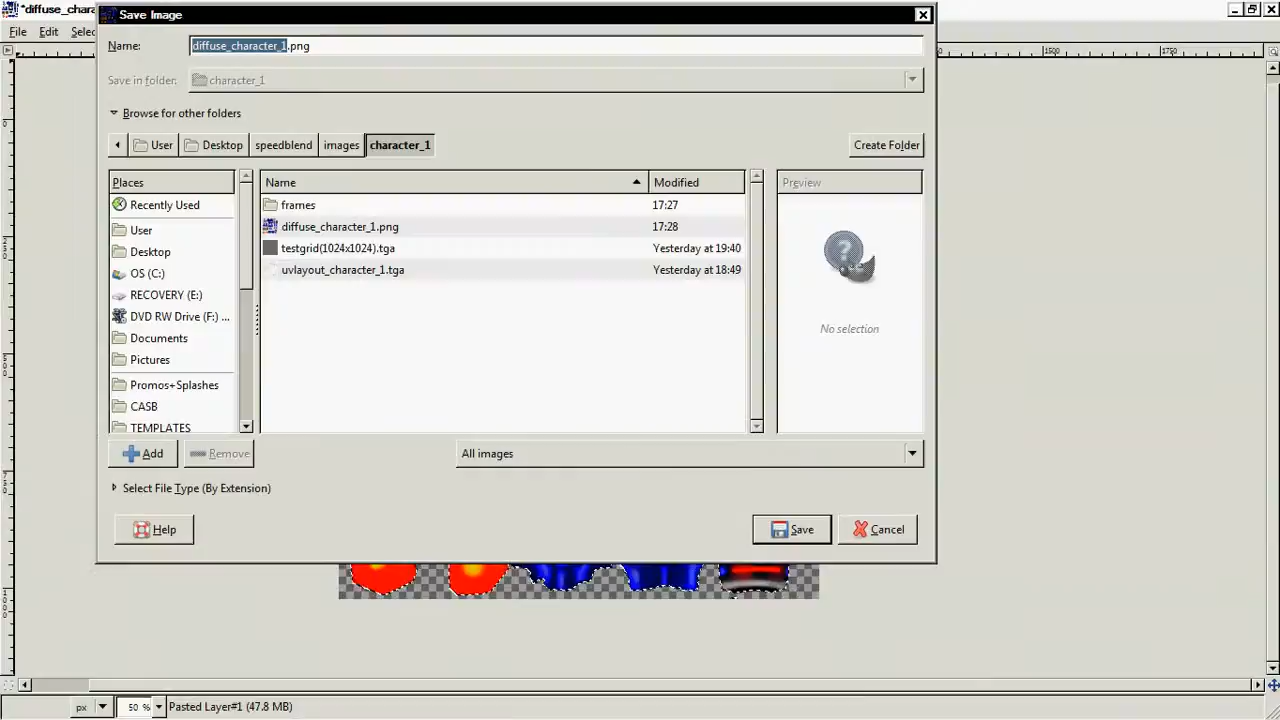 *diffuse_chara
Save Image
File Edit Selec
Name: diffuse_character_1.png
Save in folder: character_1
1500 1750
Browse for other folders
User Desktop speedblend images character_1 Create Folder
Places Name Modified Preview
Recently Used frames 17:27
User diffuse_character_1.png 17:28
Desktop testgrid(1024x1024).tga Yesterday at 19:40
OS (C:) uvlayout_character_1.tga Yesterday at 18:49
RECOVERY (E:)
DVD RW Drive (F:) ...
No selection
Documents
Pictures
Promos+Splashes
CASB
TEMPLATES
Add Remove All images
Select File Type (By Extension)
Help Save Cancel
px 50 % Pasted Layer#1 (47.8 MB)